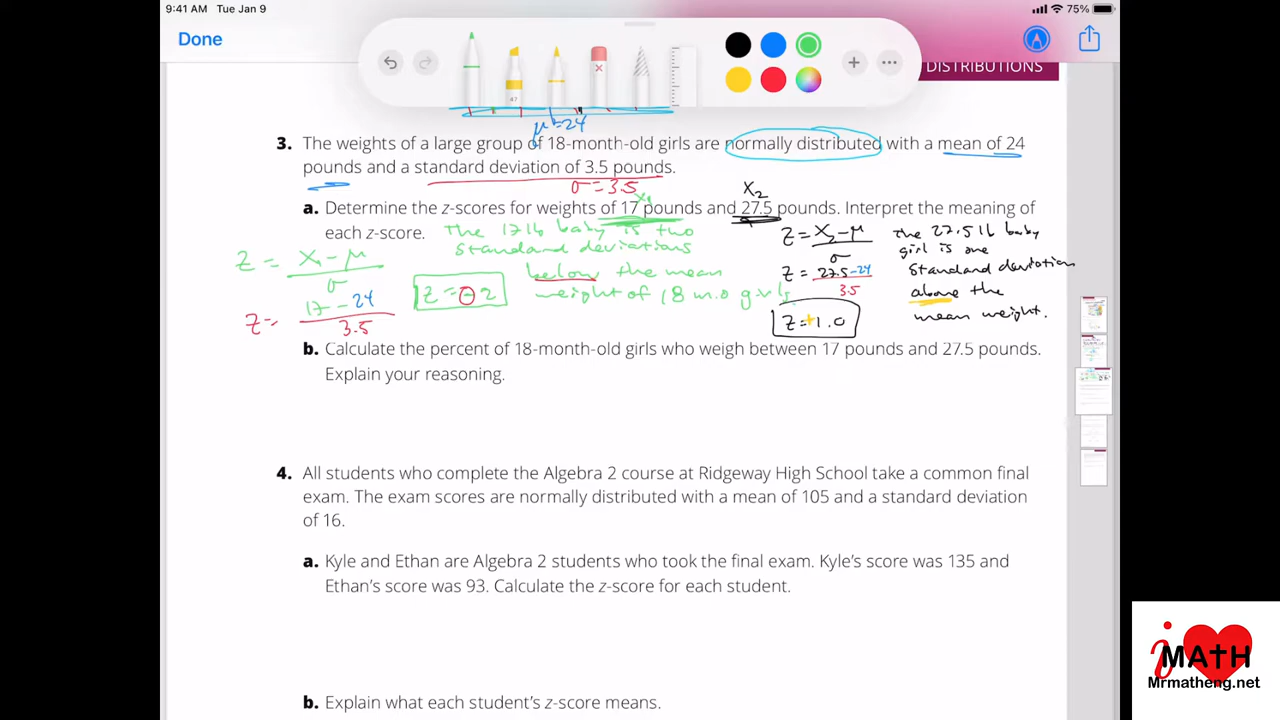 9:41 AM Tue Jan 9
75%
Done
47
DISTRIBUTIONS
μ=24
3. The weights of a large group of 18-month-old girls are normally distributed with a mean of 24
pounds and a standard deviation of 3.5 pounds.
σ=3.5
X1
X2
a. Determine the z-scores for weights of 17 pounds and 27.5 pounds. Interpret the meaning of
each z-score.
The 17 lb baby is two
standard deviations
below the mean
weight of 18 m.o girls.
Z = X1 - μ
σ
Z = 17 - 24
3.5
Z = -2
Z = X2 - μ
σ
Z = 27.5 - 24
3.5
Z = +1.0
the 27.5 lb baby
girl is one
standard deviation
above the
mean weight.
b. Calculate the percent of 18-month-old girls who weigh between 17 pounds and 27.5 pounds.
Explain your reasoning.
4. All students who complete the Algebra 2 course at Ridgeway High School take a common final
exam. The exam scores are normally distributed with a mean of 105 and a standard deviation
of 16.
a. Kyle and Ethan are Algebra 2 students who took the final exam. Kyle's score was 135 and
Ethan's score was 93. Calculate the z-score for each student.
b. Explain what each student's z-score means.
i
MATH
Mrmatheng.net